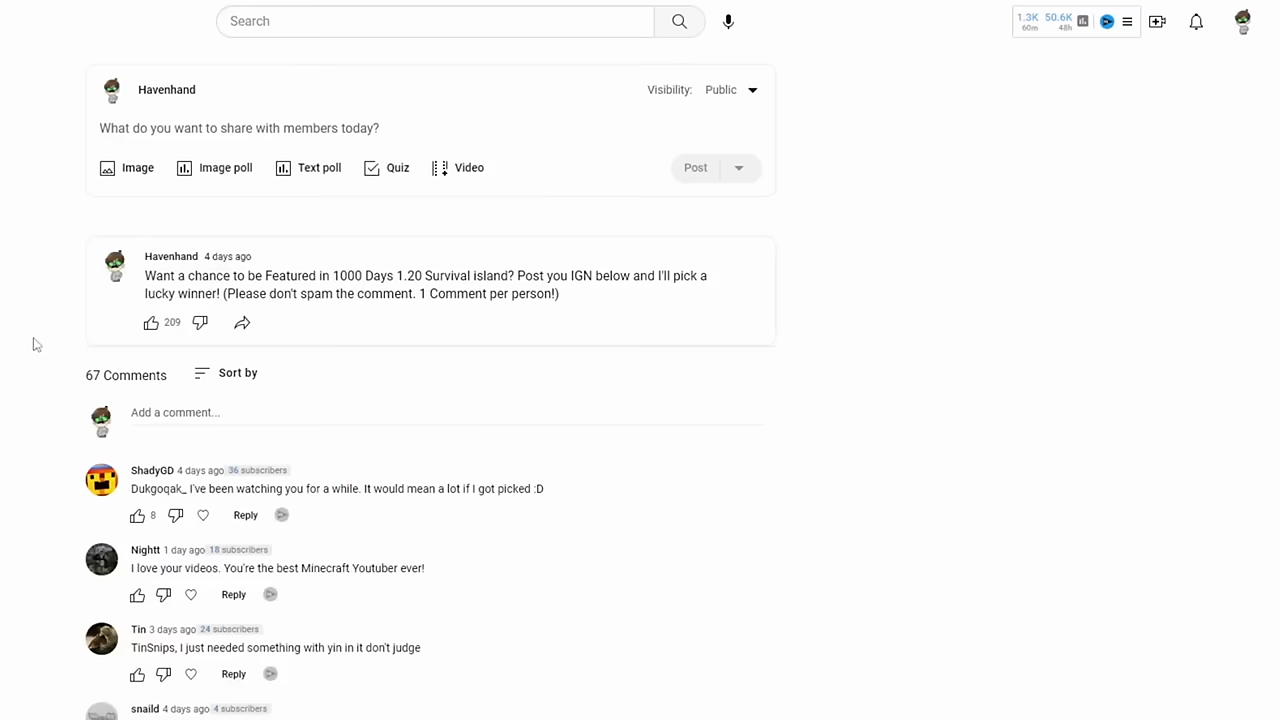 Search
1.3K 50.6K
60m 48h
Havenhand
Visibility: Public
What do you want to share with members today?
Image Image poll Text poll Quiz Video Post
Havenhand 4 days ago
Want a chance to be Featured in 1000 Days 1.20 Survival island? Post you IGN below and I'll pick a
lucky winner! (Please don't spam the comment. 1 Comment per person!)
209
67 Comments Sort by
Add a comment...
ShadyGD 4 days ago 36 subscribers
Dukgoqak_ I've been watching you for a while. It would mean a lot if I got picked :D
8 Reply
Nightt 1 day ago 18 subscribers
I love your videos. You're the best Minecraft Youtuber ever!
Reply
Tin 3 days ago 24 subscribers
TinSnips, I just needed something with yin in it don't judge
Reply
snaild 4 days ago 4 subscribers